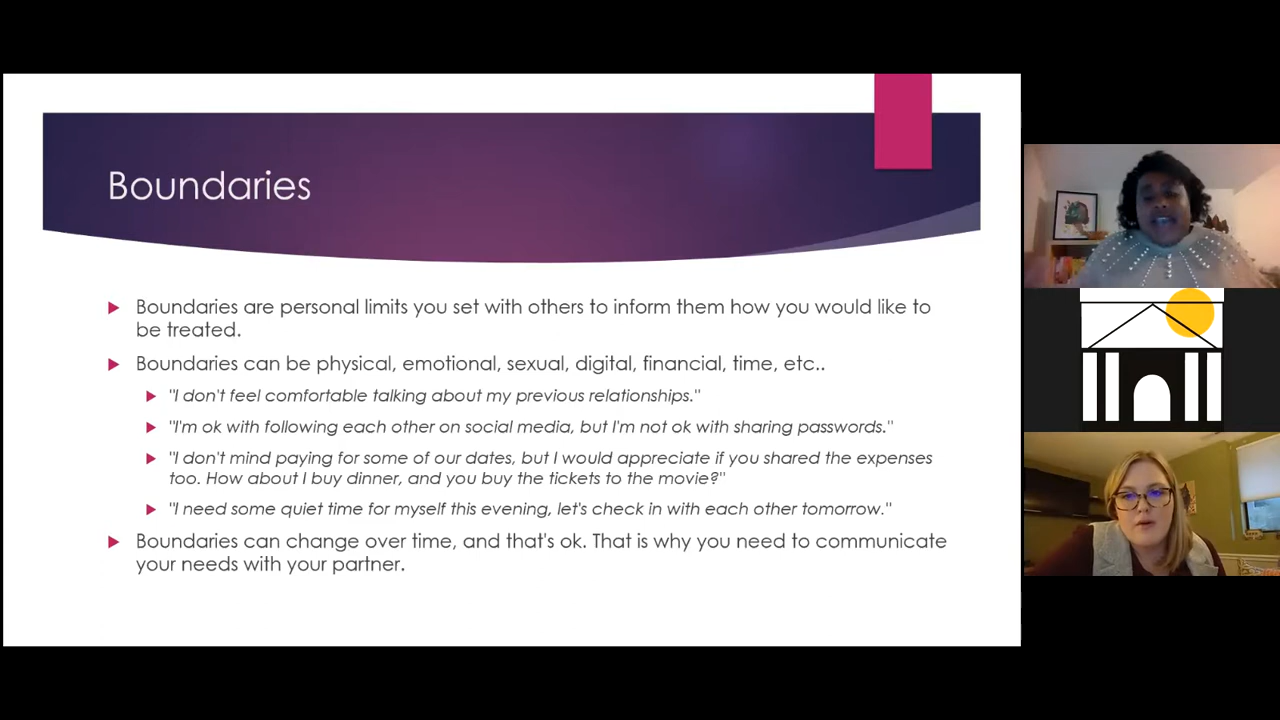 Boundaries
Boundaries are personal limits you set with others to inform them how you would like to
be treated.
Boundaries can be physical, emotional, sexual, digital, financial, time, etc..
"I don't feel comfortable talking about my previous relationships."
"I'm ok with following each other on social media, but I'm not ok with sharing passwords."
"I don't mind paying for some of our dates, but I would appreciate if you shared the expenses
too. How about I buy dinner, and you buy the tickets to the movie?"
"I need some quiet time for myself this evening, let's check in with each other tomorrow."
Boundaries can change over time, and that's ok. That is why you need to communicate
your needs with your partner.